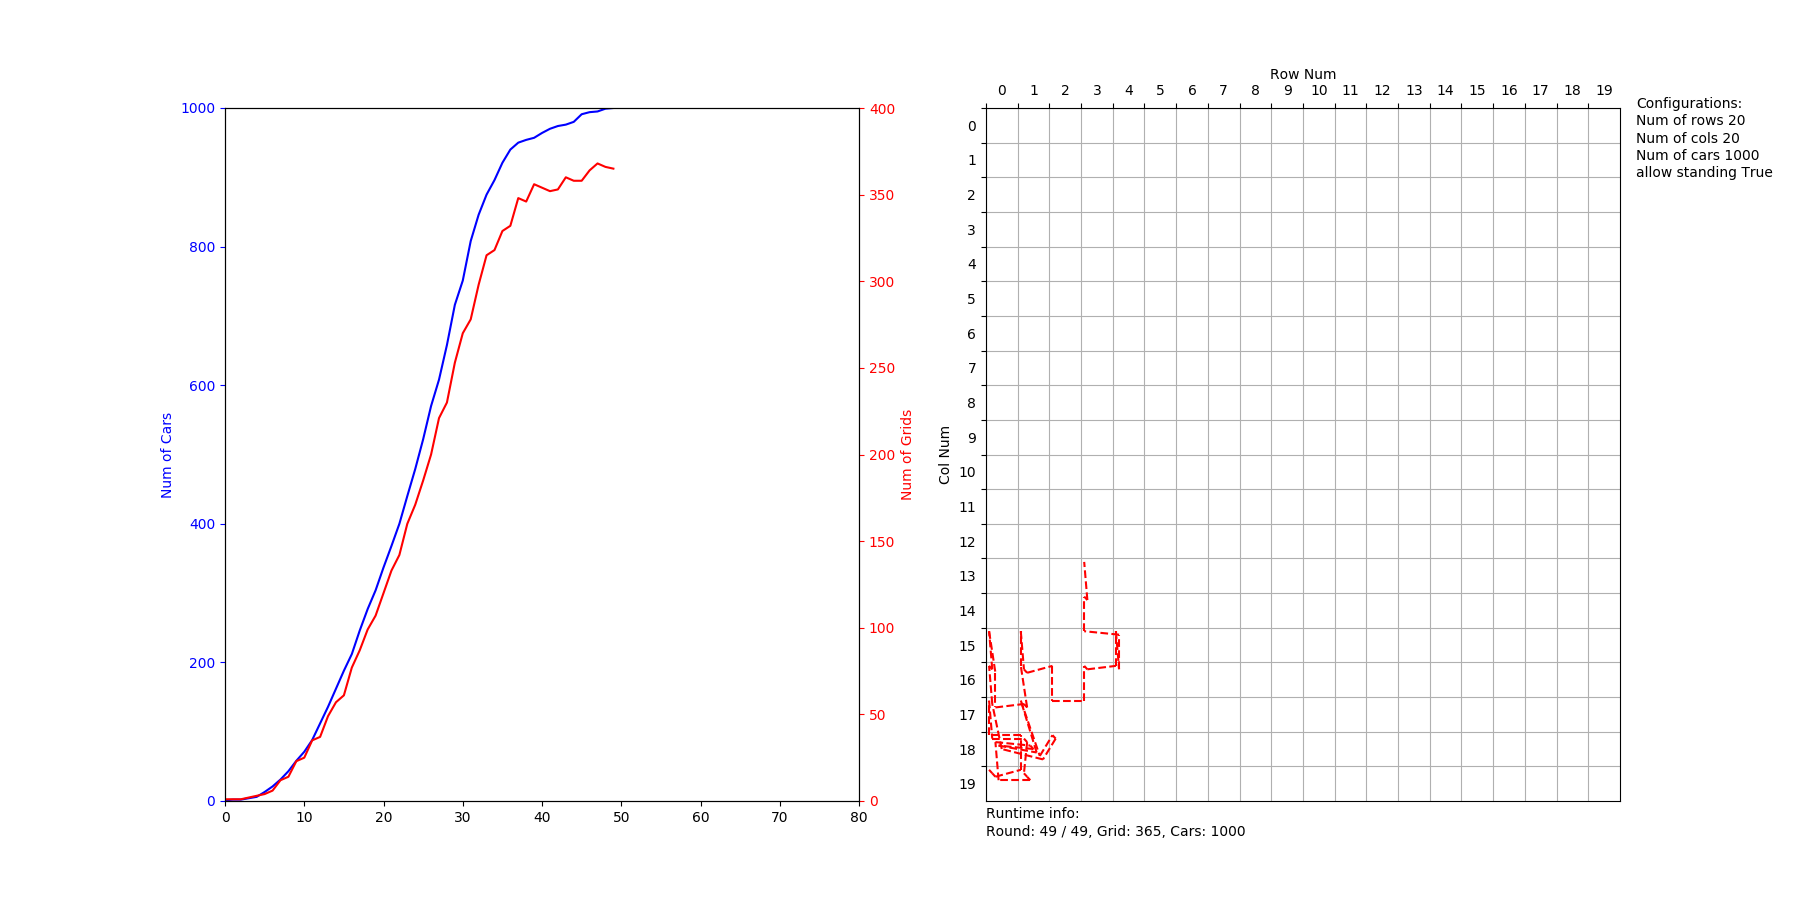 Num of Cars
1000
800
600
400
200
0
0 10 20 30 40 50 60 70 80
400
350
300
250
200
150
100
50
0
Num of Grids
Row Num
0 1 2 3 4 5 6 7 8 9 10 11 12 13 14 15 16 17 18 19
Col Num
0
1
2
3
4
5
6
7
8
9
10
11
12
13
14
15
16
17
18
19
Configurations:
Num of rows 20
Num of cols 20
Num of cars 1000
allow standing True
Runtime info:
Round: 49 / 49, Grid: 365, Cars: 1000